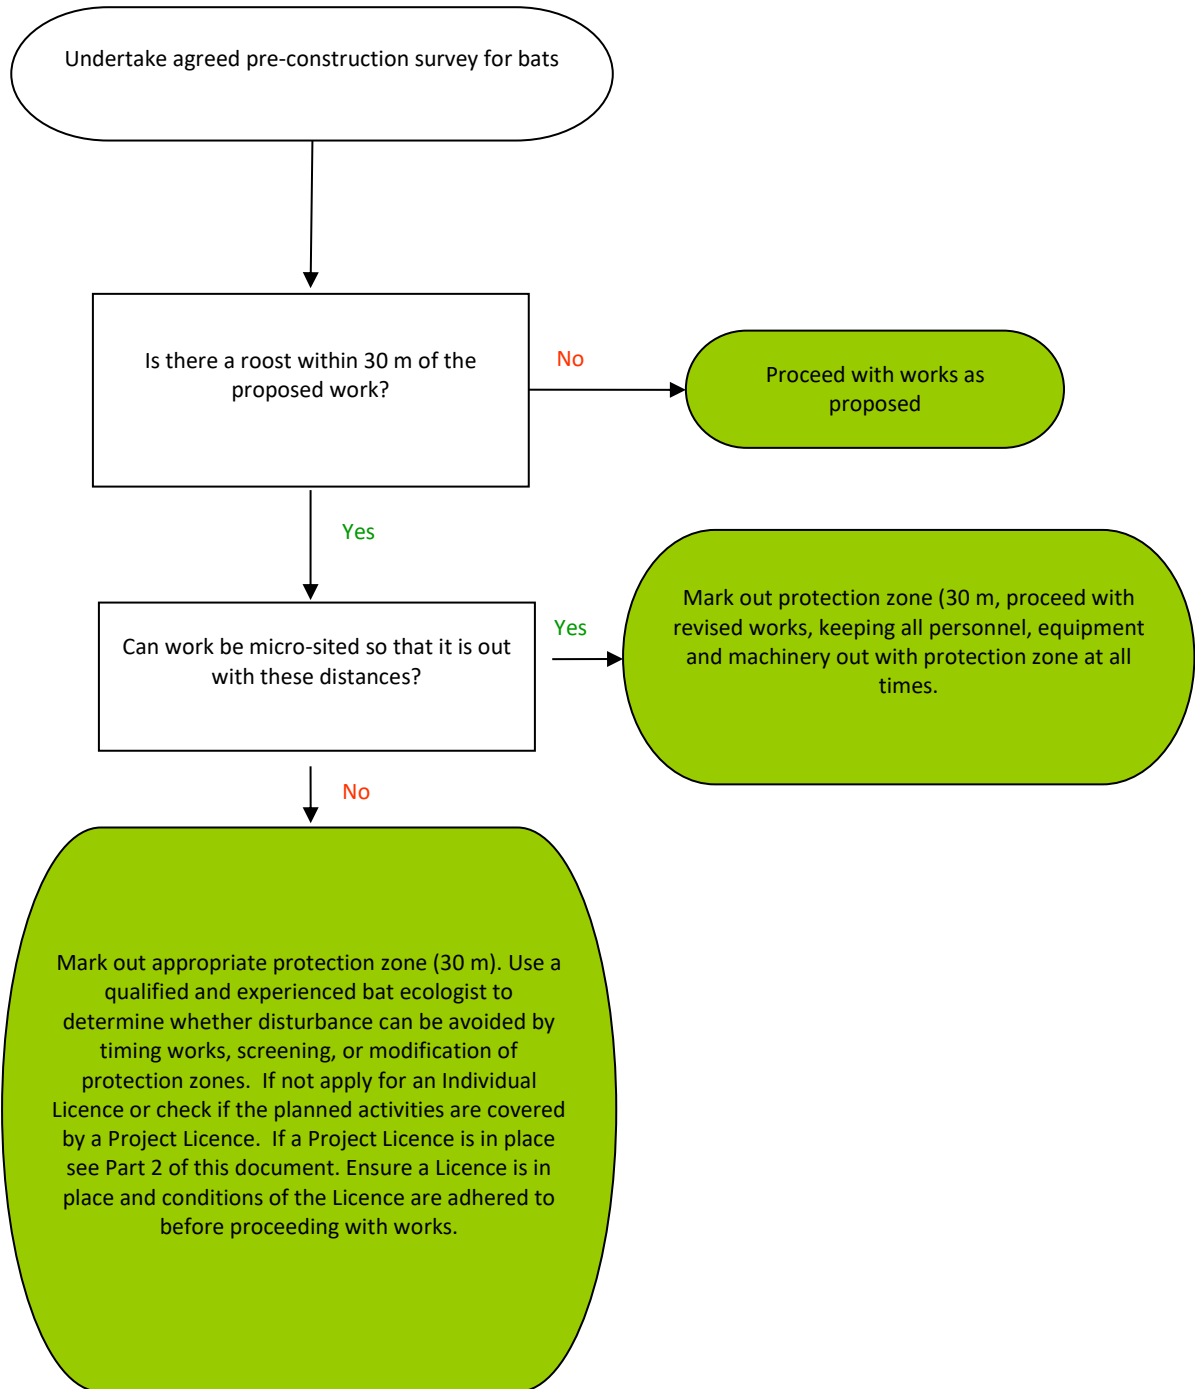 Undertake agreed pre-construction survey for bats
Is there a roost within 30 m of the
proposed work?
No
Proceed with works as
proposed
Yes
Can work be micro-sited so that it is out
with these distances?
Yes
Mark out protection zone (30 m, proceed with
revised works, keeping all personnel, equipment
and machinery out with protection zone at all
times.
No
Mark out appropriate protection zone (30 m). Use a
qualified and experienced bat ecologist to
determine whether disturbance can be avoided by
timing works, screening, or modification of
protection zones.  If not apply for an Individual
Licence or check if the planned activities are covered
by a Project Licence.  If a Project Licence is in place
see Part 2 of this document. Ensure a Licence is in
place and conditions of the Licence are adhered to
before proceeding with works.